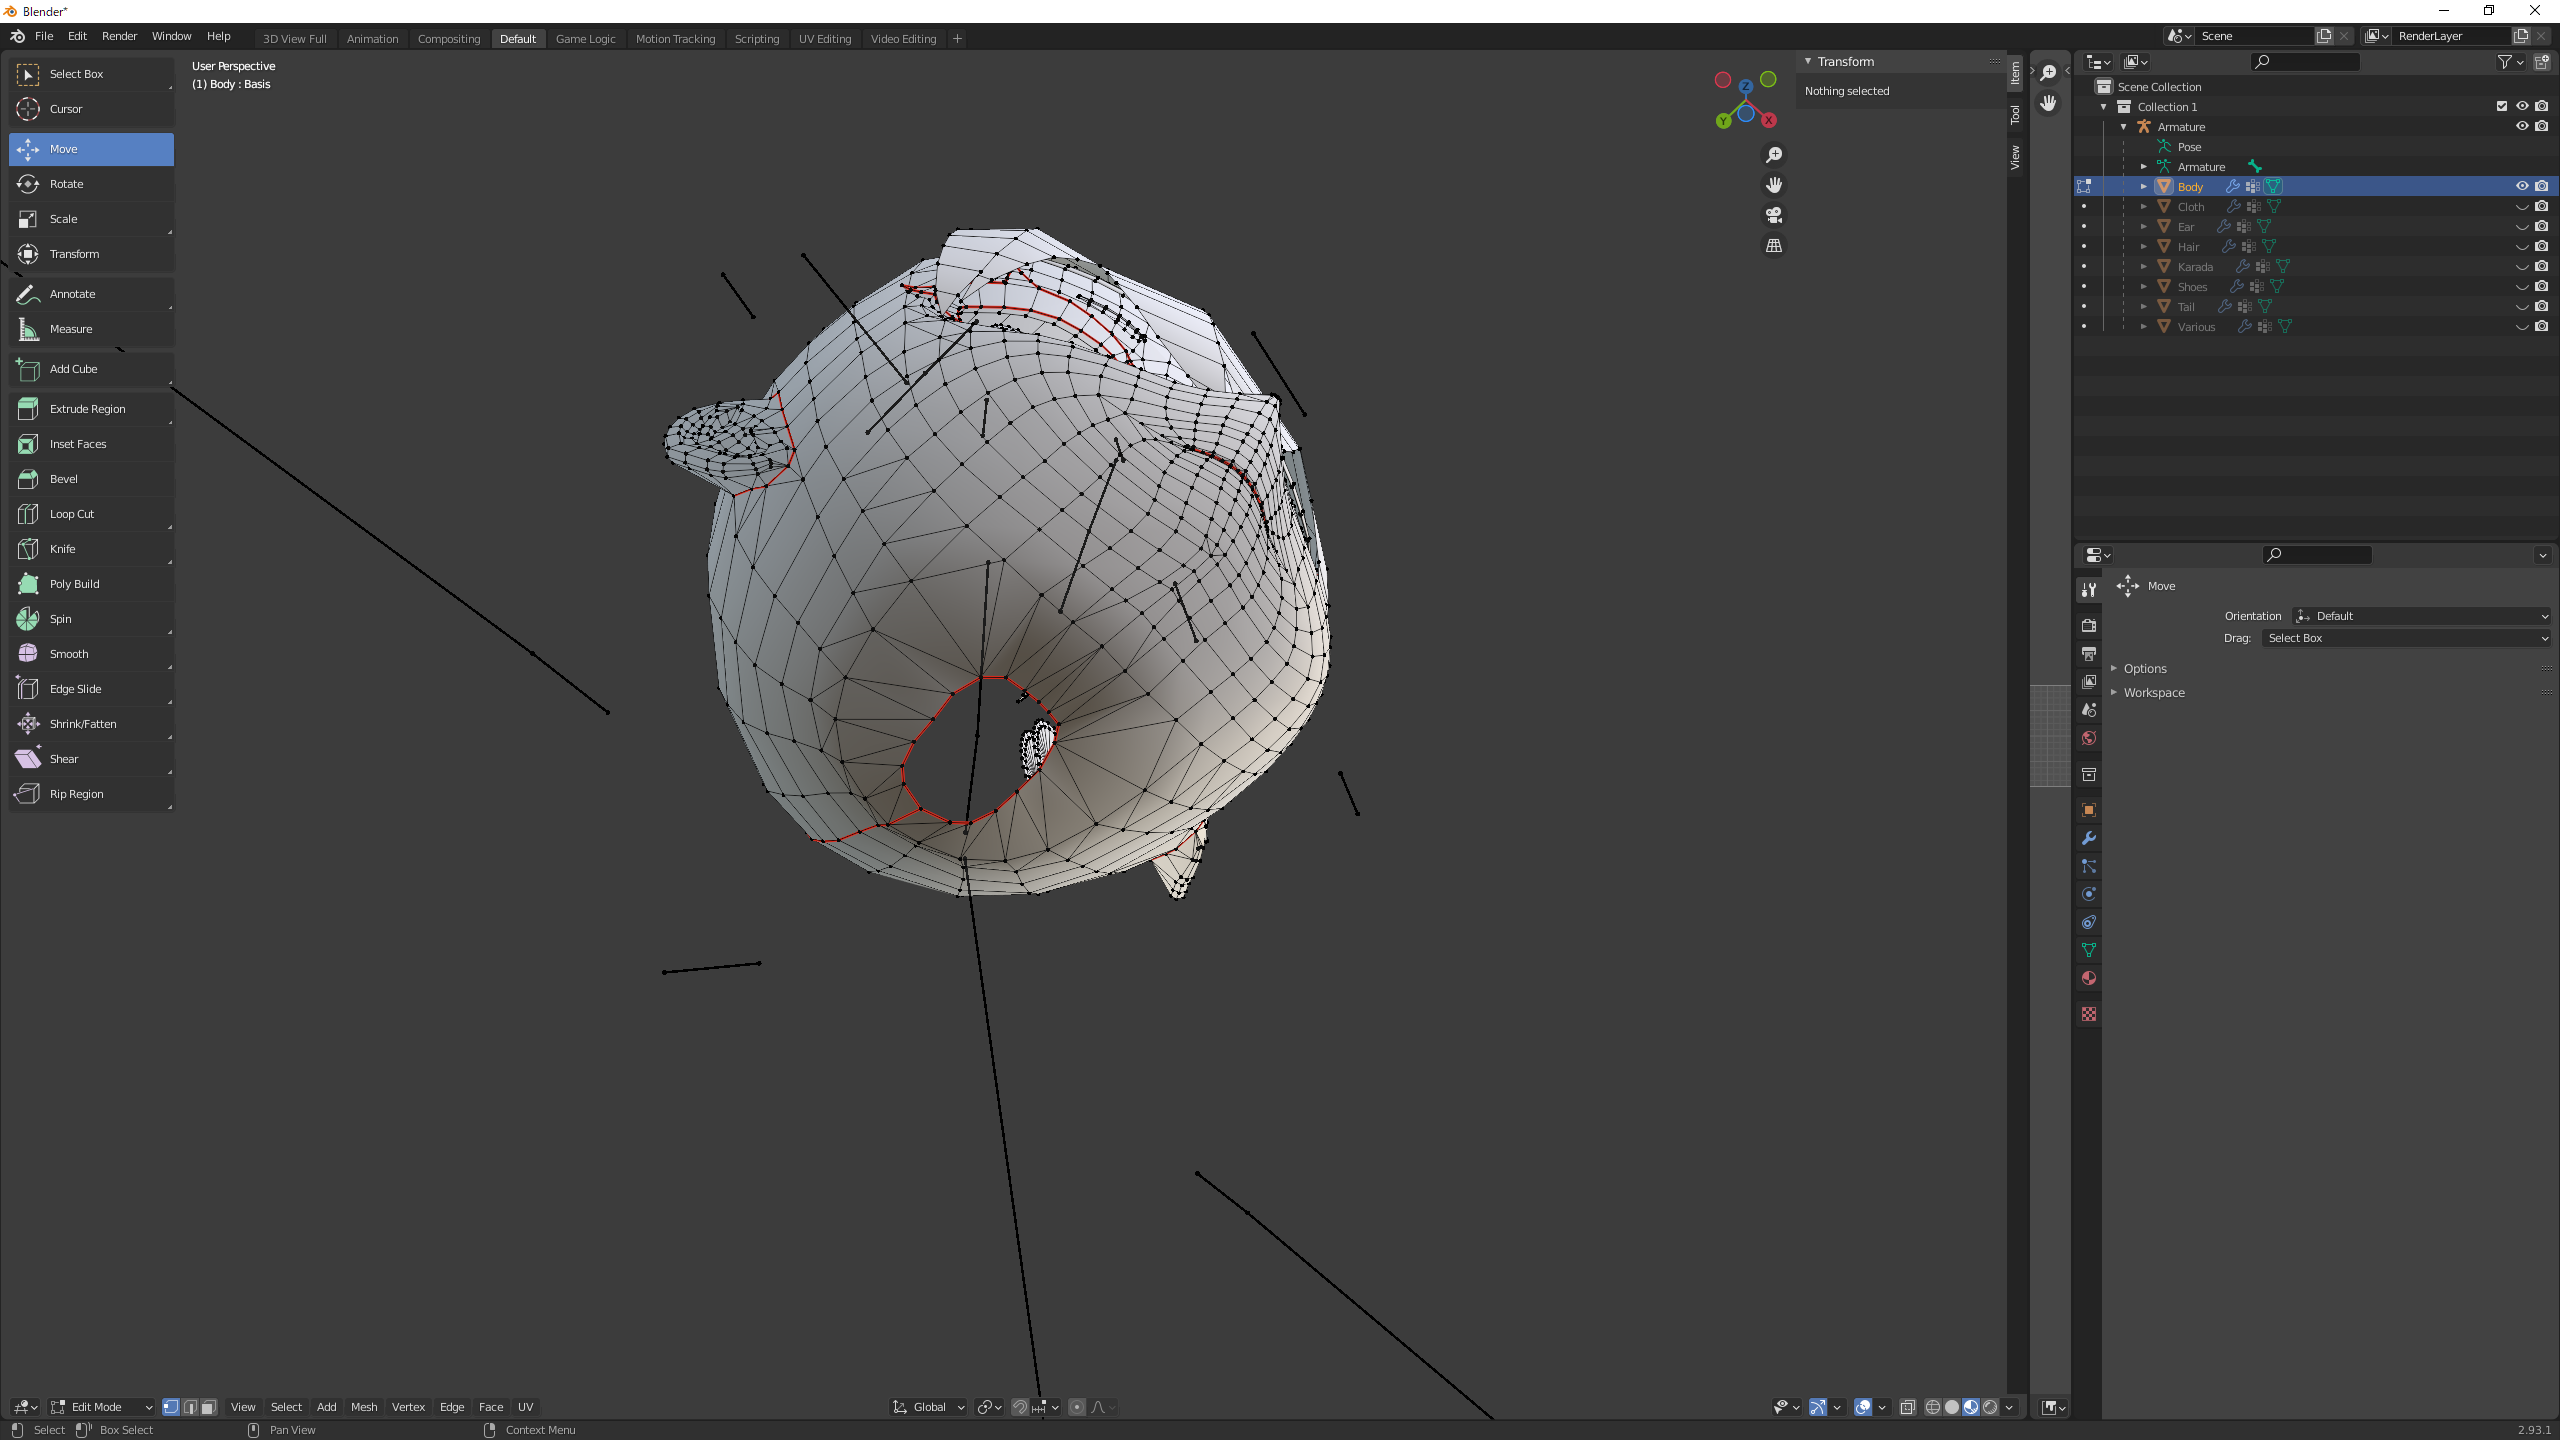 Blender*
File Edit Render Window Help 3D View Full Animation Compositing Default Game Logic Motion Tracking Scripting UV Editing Video Editing + Scene RenderLayer
User Perspective
(1) Body : Basis
Select Box
Cursor
Move
Rotate
Scale
Transform
Annotate
Measure
Add Cube
Extrude Region
Inset Faces
Bevel
Loop Cut
Knife
Poly Build
Spin
Smooth
Edge Slide
Shrink/Fatten
Shear
Rip Region
Z
Y
X
Transform
Nothing selected
Item
Tool
View
Scene Collection
Collection 1
Armature
Pose
Armature
Body
Cloth
Ear
Hair
Karada
Shoes
Tail
Various
Move
Orientation Default
Drag: Select Box
Options
Workspace
Edit Mode View Select Add Mesh Vertex Edge Face UV Global
Select Box Select Pan View Context Menu 2.93.1